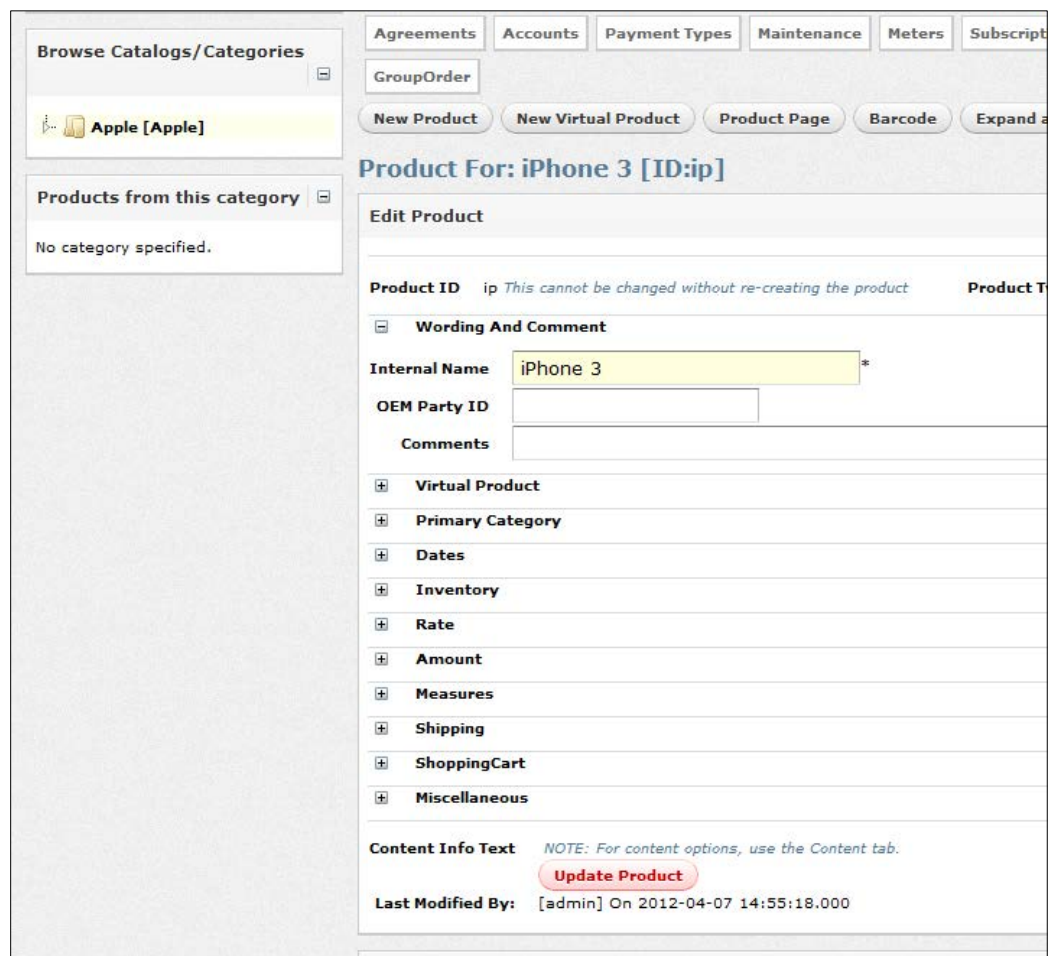 Browse Catalogs/Categories
Apple [Apple]
Products from this category
No category specified.
Agreements Accounts Payment Types Maintenance Meters Subscript
GroupOrder
New Product New Virtual Product Product Page Barcode Expand a
Product For: iPhone 3 [ID:ip]
Edit Product
Product ID ip This cannot be changed without re-creating the product Product T
Wording And Comment
Internal Name iPhone 3 *
OEM Party ID
Comments
Virtual Product
Primary Category
Dates
Inventory
Rate
Amount
Measures
Shipping
ShoppingCart
Miscellaneous
Content Info Text NOTE: For content options, use the Content tab.
Update Product
Last Modified By: [admin] On 2012-04-07 14:55:18.000